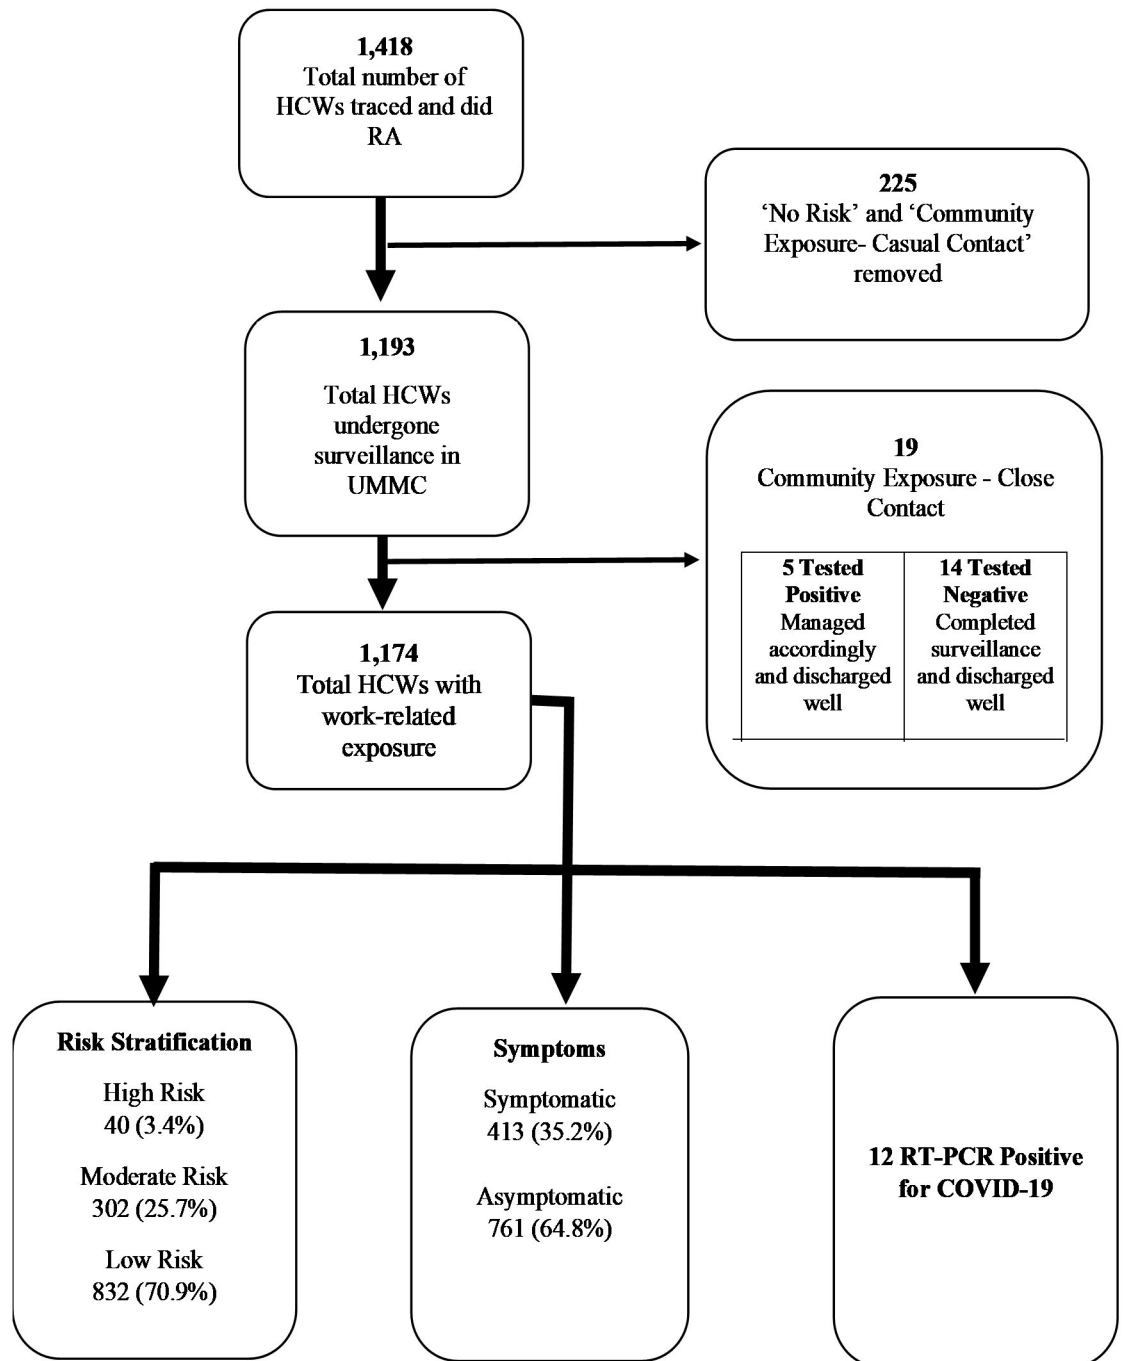 1,418
Total number of
HCWs traced and did
RA
225
‘No Risk’ and ‘Community
Exposure- Casual Contact’
removed
1,193
Total HCWs
undergone
surveillance in
UMMC
19
Community Exposure - Close
Contact
5 Tested
Positive
Managed
accordingly
and discharged
well
14 Tested
Negative
Completed
surveillance
and discharged
well
1,174
Total HCWs with
work-related
exposure
Risk Stratification
High Risk
40 (3.4%)
Moderate Risk
302 (25.7%)
Low Risk
832 (70.9%)
Symptoms
Symptomatic
413 (35.2%)
Asymptomatic
761 (64.8%)
12 RT-PCR Positive
for COVID-19